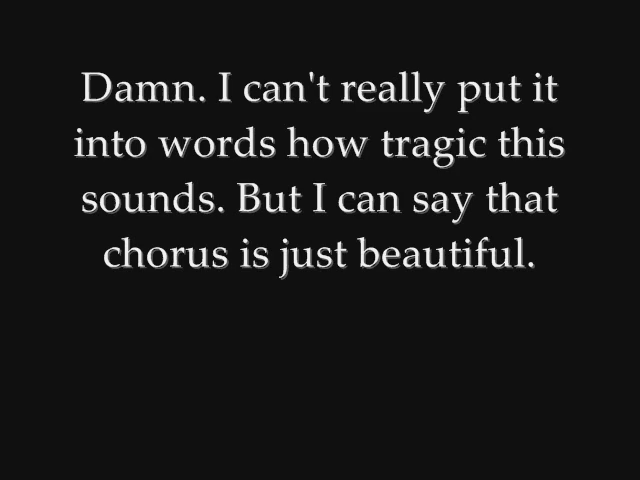 Damn. I can't really put it
into words how tragic this
sounds. But I can say that
chorus is just beautiful.